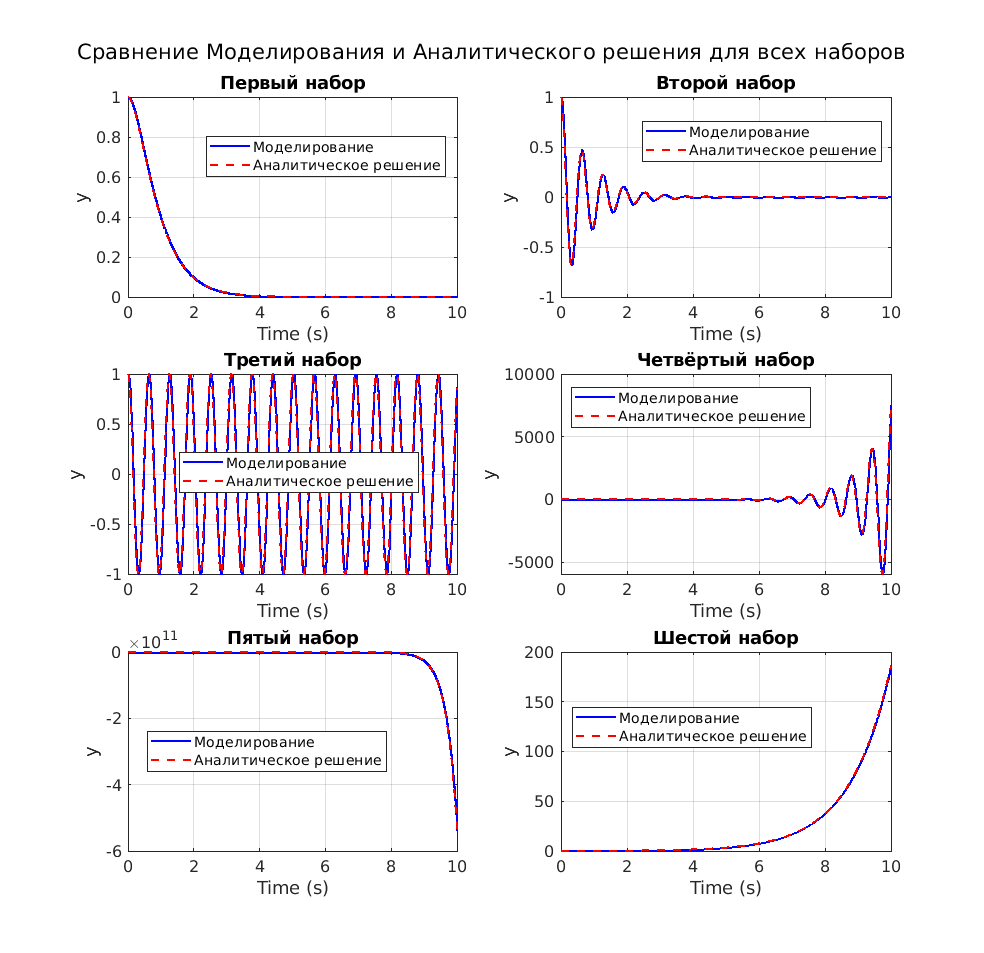 Сравнение Моделирования и Аналитического решения для всех наборов
Первый набор
1
0.8
0.6
0.4
0.2
0
y
Моделирование
Аналитическое решение
0 2 4 6 8 10
Time (s)
Второй набор
1
0.5
0
-0.5
-1
y
Моделирование
Аналитическое решение
0 2 4 6 8 10
Time (s)
Третий набор
1
0.5
0
-0.5
-1
y
Моделирование
Аналитическое решение
0 2 4 6 8 10
Time (s)
Четвёртый набор
10000
5000
0
-5000
y
Моделирование
Аналитическое решение
0 2 4 6 8 10
Time (s)
Пятый набор
×10¹¹
0
-2
-4
-6
y
Моделирование
Аналитическое решение
0 2 4 6 8 10
Time (s)
Шестой набор
200
150
100
50
0
y
Моделирование
Аналитическое решение
0 2 4 6 8 10
Time (s)